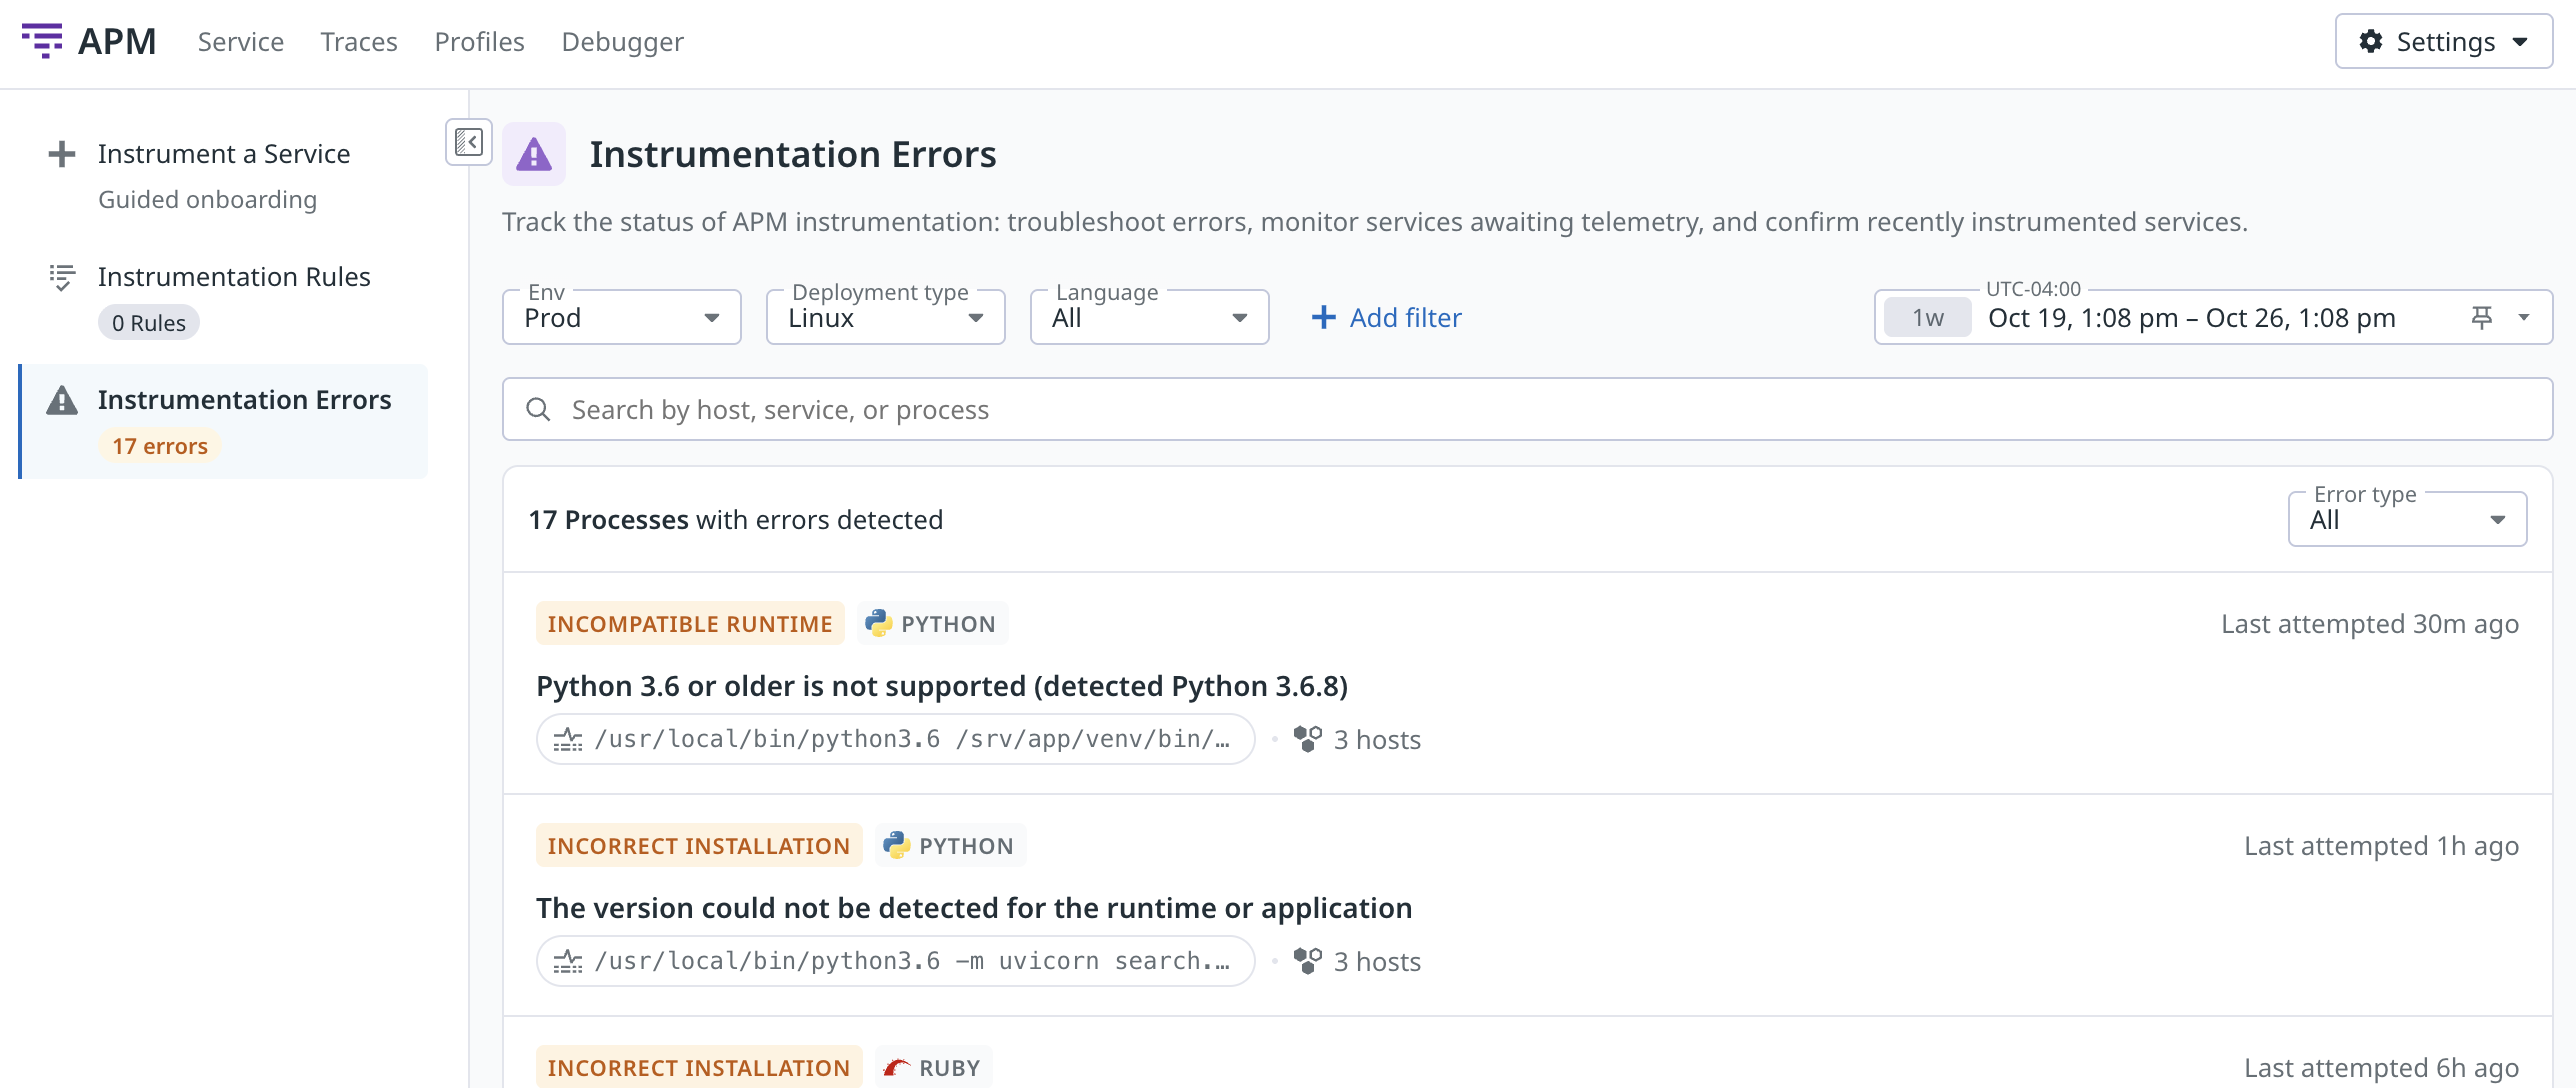 APM Service Traces Profiles Debugger Settings
Instrument a Service
Guided onboarding
Instrumentation Rules
0 Rules
Instrumentation Errors
17 errors
Instrumentation Errors
Track the status of APM instrumentation: troubleshoot errors, monitor services awaiting telemetry, and confirm recently instrumented services.
Env
Prod
Deployment type
Linux
Language
All
Add filter
UTC-04:00
1w Oct 19, 1:08 pm – Oct 26, 1:08 pm
Search by host, service, or process
17 Processes with errors detected
Error type
All
INCOMPATIBLE RUNTIME PYTHON Last attempted 30m ago
Python 3.6 or older is not supported (detected Python 3.6.8)
/usr/local/bin/python3.6 /srv/app/venv/bin/… 3 hosts
INCORRECT INSTALLATION PYTHON Last attempted 1h ago
The version could not be detected for the runtime or application
/usr/local/bin/python3.6 –m uvicorn search.… 3 hosts
INCORRECT INSTALLATION RUBY Last attempted 6h ago